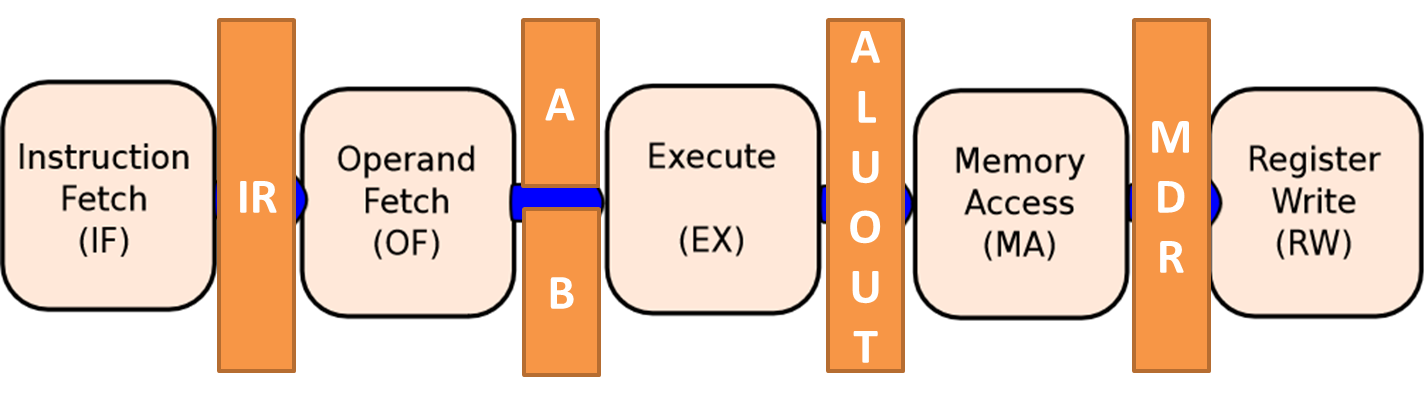 Instruction
Fetch
(IF)
IR
Operand
Fetch
(OF)
A
B
Execute
(EX)
A
L
U
O
U
T
Memory
Access
(MA)
M
D
R
Register
Write
(RW)